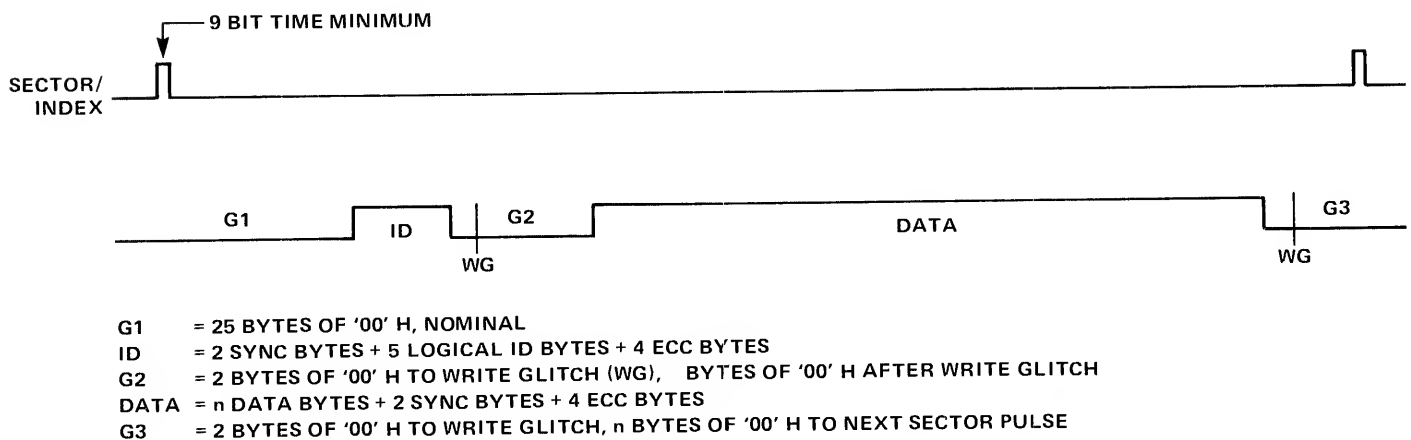 9 BIT TIME MINIMUM
SECTOR/
INDEX
G1
ID
G2
DATA
G3
WG
WG
G1 = 25 BYTES OF '00' H, NOMINAL
ID = 2 SYNC BYTES + 5 LOGICAL ID BYTES + 4 ECC BYTES
G2 = 2 BYTES OF '00' H TO WRITE GLITCH (WG), BYTES OF '00' H AFTER WRITE GLITCH
DATA = n DATA BYTES + 2 SYNC BYTES + 4 ECC BYTES
G3 = 2 BYTES OF '00' H TO WRITE GLITCH, n BYTES OF '00' H TO NEXT SECTOR PULSE